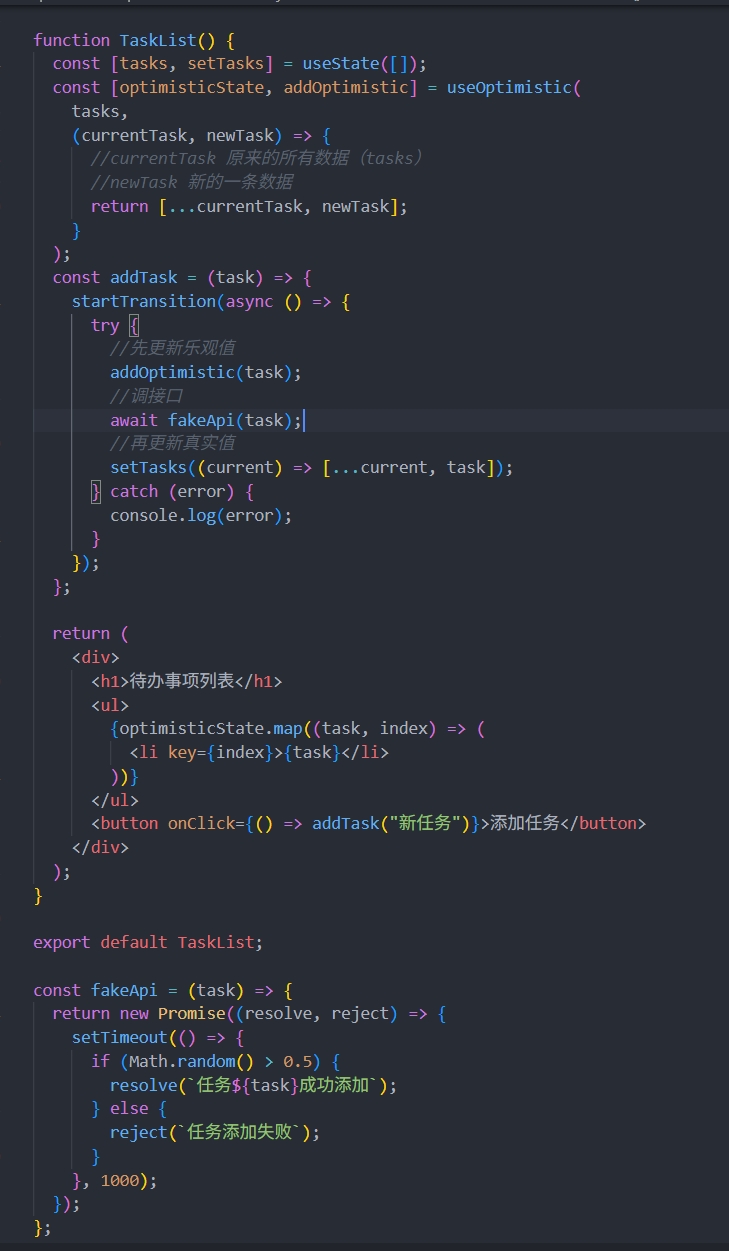 function TaskList() {
  const [tasks, setTasks] = useState([]);
  const [optimisticState, addOptimistic] = useOptimistic(
    tasks,
    (currentTask, newTask) => {
      //currentTask 原来的所有数据（tasks）
      //newTask 新的一条数据
      return [...currentTask, newTask];
    }
  );
  const addTask = (task) => {
    startTransition(async () => {
      try {
        //先更新乐观值
        addOptimistic(task);
        //调接口
        await fakeApi(task);
        //再更新真实值
        setTasks((current) => [...current, task]);
      } catch (error) {
        console.log(error);
      }
    });
  };

  return (
    <div>
      <h1>待办事项列表</h1>
      <ul>
        {optimisticState.map((task, index) => (
          <li key={index}>{task}</li>
        ))}
      </ul>
      <button onClick={() => addTask("新任务")}>添加任务</button>
    </div>
  );
}

export default TaskList;

const fakeApi = (task) => {
  return new Promise((resolve, reject) => {
    setTimeout(() => {
      if (Math.random() > 0.5) {
        resolve(`任务${task}成功添加`);
      } else {
        reject(`任务添加失败`);
      }
    }, 1000);
  });
};